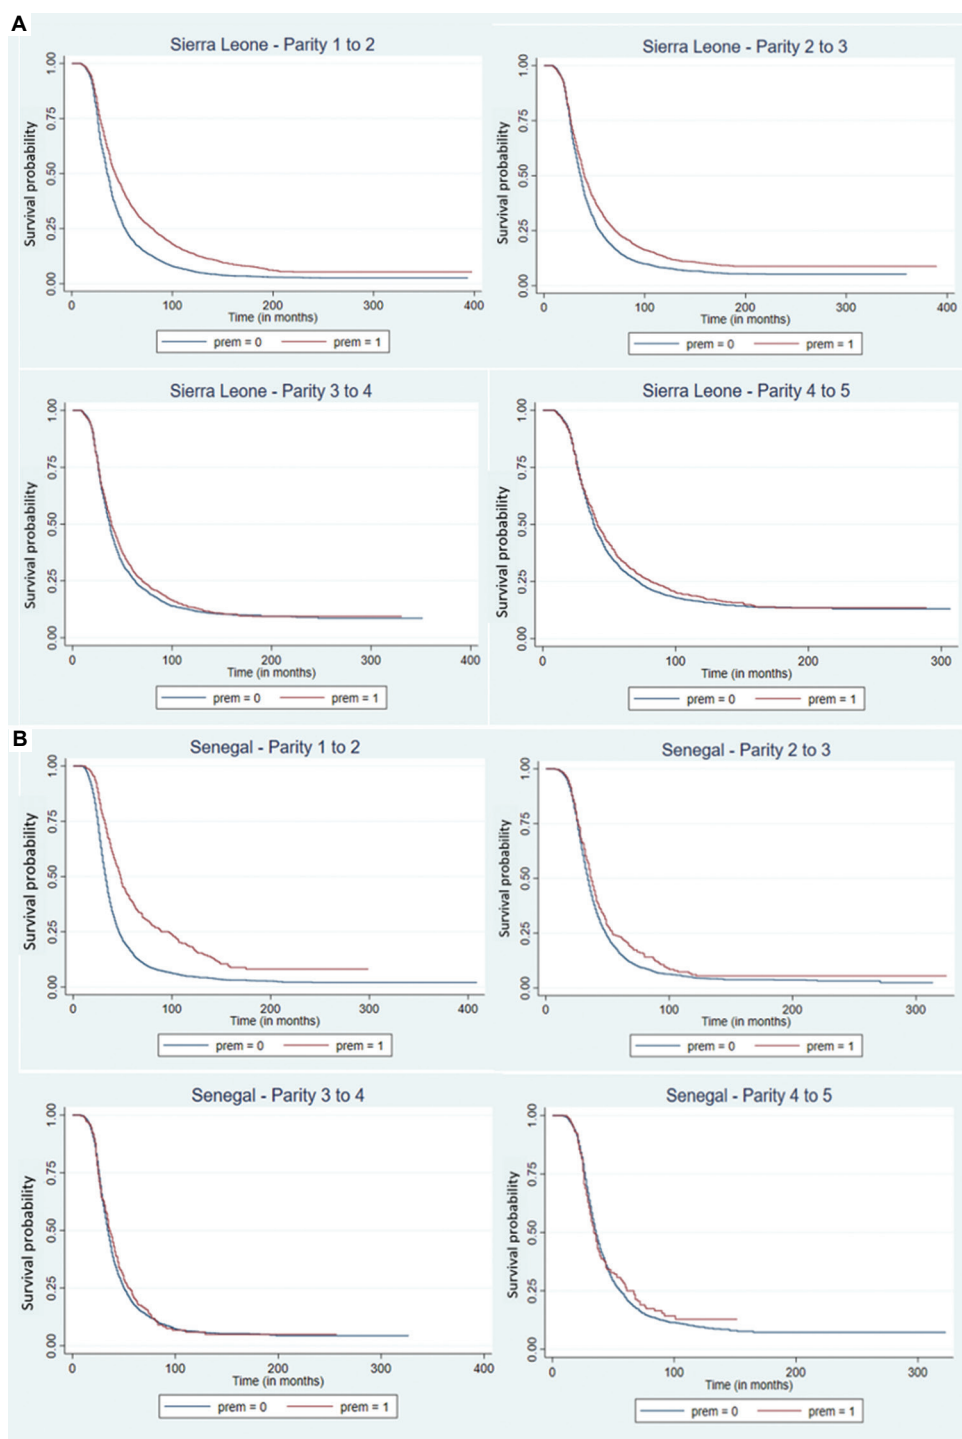 A
Sierra Leone - Parity 1 to 2
Survival probability
1.00
0.75
0.50
0.25
0.00
0 100 200 300 400
Time (in months)
prem = 0 prem = 1
Sierra Leone - Parity 2 to 3
Survival probability
1.00
0.75
0.50
0.25
0.00
0 100 200 300 400
Time (in months)
prem = 0 prem = 1
Sierra Leone - Parity 3 to 4
Survival probability
1.00
0.75
0.50
0.25
0.00
0 100 200 300 400
Time (in months)
prem = 0 prem = 1
Sierra Leone - Parity 4 to 5
Survival probability
1.00
0.75
0.50
0.25
0.00
0 100 200 300
Time (in months)
prem = 0 prem = 1
B
Senegal - Parity 1 to 2
Survival probability
1.00
0.75
0.50
0.25
0.00
0 100 200 300 400
Time (in months)
prem = 0 prem = 1
Senegal - Parity 2 to 3
Survival probability
1.00
0.75
0.50
0.25
0.00
0 100 200 300
Time (in months)
prem = 0 prem = 1
Senegal - Parity 3 to 4
Survival probability
1.00
0.75
0.50
0.25
0.00
0 100 200 300 400
Time (in months)
prem = 0 prem = 1
Senegal - Parity 4 to 5
Survival probability
1.00
0.75
0.50
0.25
0.00
0 100 200 300
Time (in months)
prem = 0 prem = 1